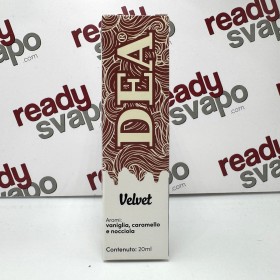 DEA®
Velvet
Aromi:
vaniglia, caramello
e nocciola
Contenuto: 20ml
ready
svapo
.com
ready
svapo
.com
ready
svapo
.com
ready
svapo
.com